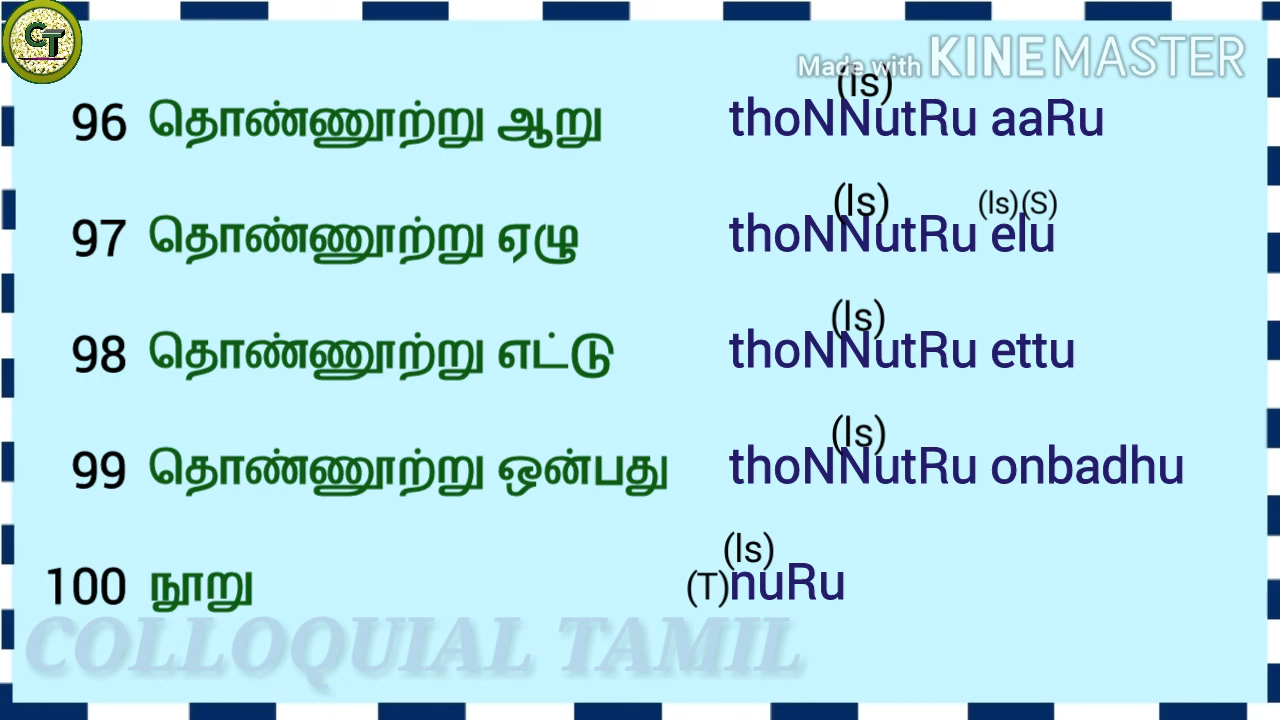 CT
Made with KINEMASTER
(ls)
96 தொண்ணூற்று ஆறு thoNNutRu aaRu
(ls) (ls)(S)
97 தொண்ணூற்று ஏழு thoNNutRu elu
(ls)
98 தொண்ணூற்று எட்டு thoNNutRu ettu
(ls)
99 தொண்ணூற்று ஒன்பது thoNNutRu onbadhu
(ls)
100 நூறு (T)nuRu
COLLOQUIAL TAMIL